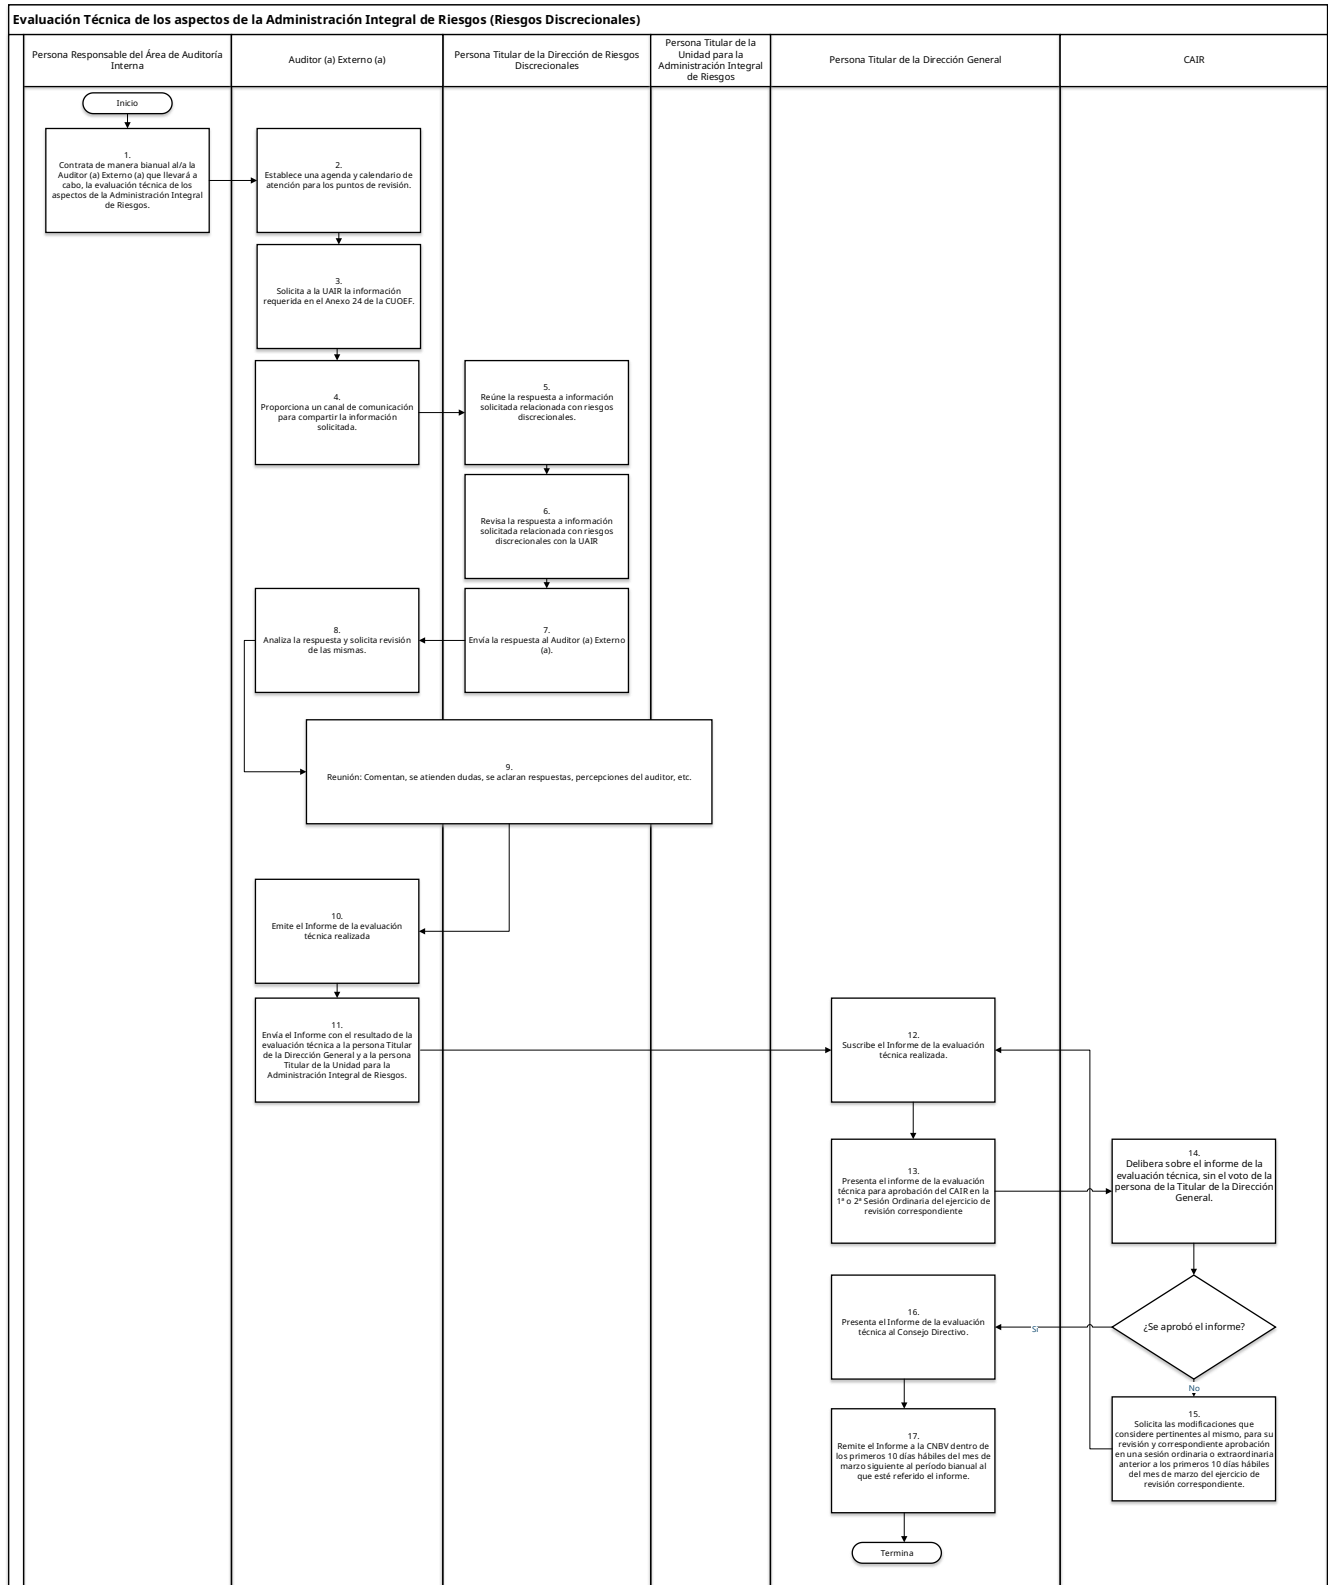 Evaluación Técnica de los aspectos de la Administración Integral de Riesgos (Riesgos Discrecionales)
Persona Responsable del Área de Auditoría
Interna
Auditor (a) Externo (a)
Persona Titular de la Dirección de Riesgos
Discrecionales
Persona Titular de la
Unidad para la
Administración Integral
de Riesgos
Persona Titular de la Dirección General
CAIR
Inicio
1.
Contrata de manera bianual al/a la
Auditor (a) Externo (a) que llevará a
cabo, la evaluación técnica de los
aspectos de la Administración Integral
de Riesgos.
2.
Establece una agenda y calendario de
atención para los puntos de revisión.
3.
Solicita a la UAIR la información
requerida en el Anexo 24 de la CUOEF.
4.
Proporciona un canal de comunicación
para compartir la información
solicitada.
5.
Reúne la respuesta a información
solicitada relacionada con riesgos
discrecionales.
6.
Revisa la respuesta a información
solicitada relacionada con riesgos
discrecionales con la UAIR
7.
Envía la respuesta al Auditor (a) Externo
(a).
8.
Analiza la respuesta y solicita revisión
de las mismas.
9.
Reunión: Comentan, se atienden dudas, se aclaran respuestas, percepciones del auditor, etc.
10.
Emite el Informe de la evaluación
técnica realizada
11.
Envía el Informe con el resultado de la
evaluación técnica a la persona Titular
de la Dirección General y a la persona
Titular de la Unidad para la
Administración Integral de Riesgos.
12.
Suscribe el Informe de la evaluación
técnica realizada.
13.
Presenta el informe de la evaluación
técnica para aprobación del CAIR en la
1ª o 2ª Sesión Ordinaria del ejercicio de
revisión correspondiente
14.
Delibera sobre el informe de la
evaluación técnica, sin el voto de la
persona de la Titular de la Dirección
General.
¿Se aprobó el informe?
Sí
No
15.
Solicita las modificaciones que
considere pertinentes al mismo, para su
revisión y correspondiente aprobación
en una sesión ordinaria o extraordinaria
anterior a los primeros 10 días hábiles
del mes de marzo del ejercicio de
revisión correspondiente.
16.
Presenta el Informe de la evaluación
técnica al Consejo Directivo.
17.
Remite el Informe a la CNBV dentro de
los primeros 10 días hábiles del mes de
marzo siguiente al período bianual al
que esté referido el informe.
Termina